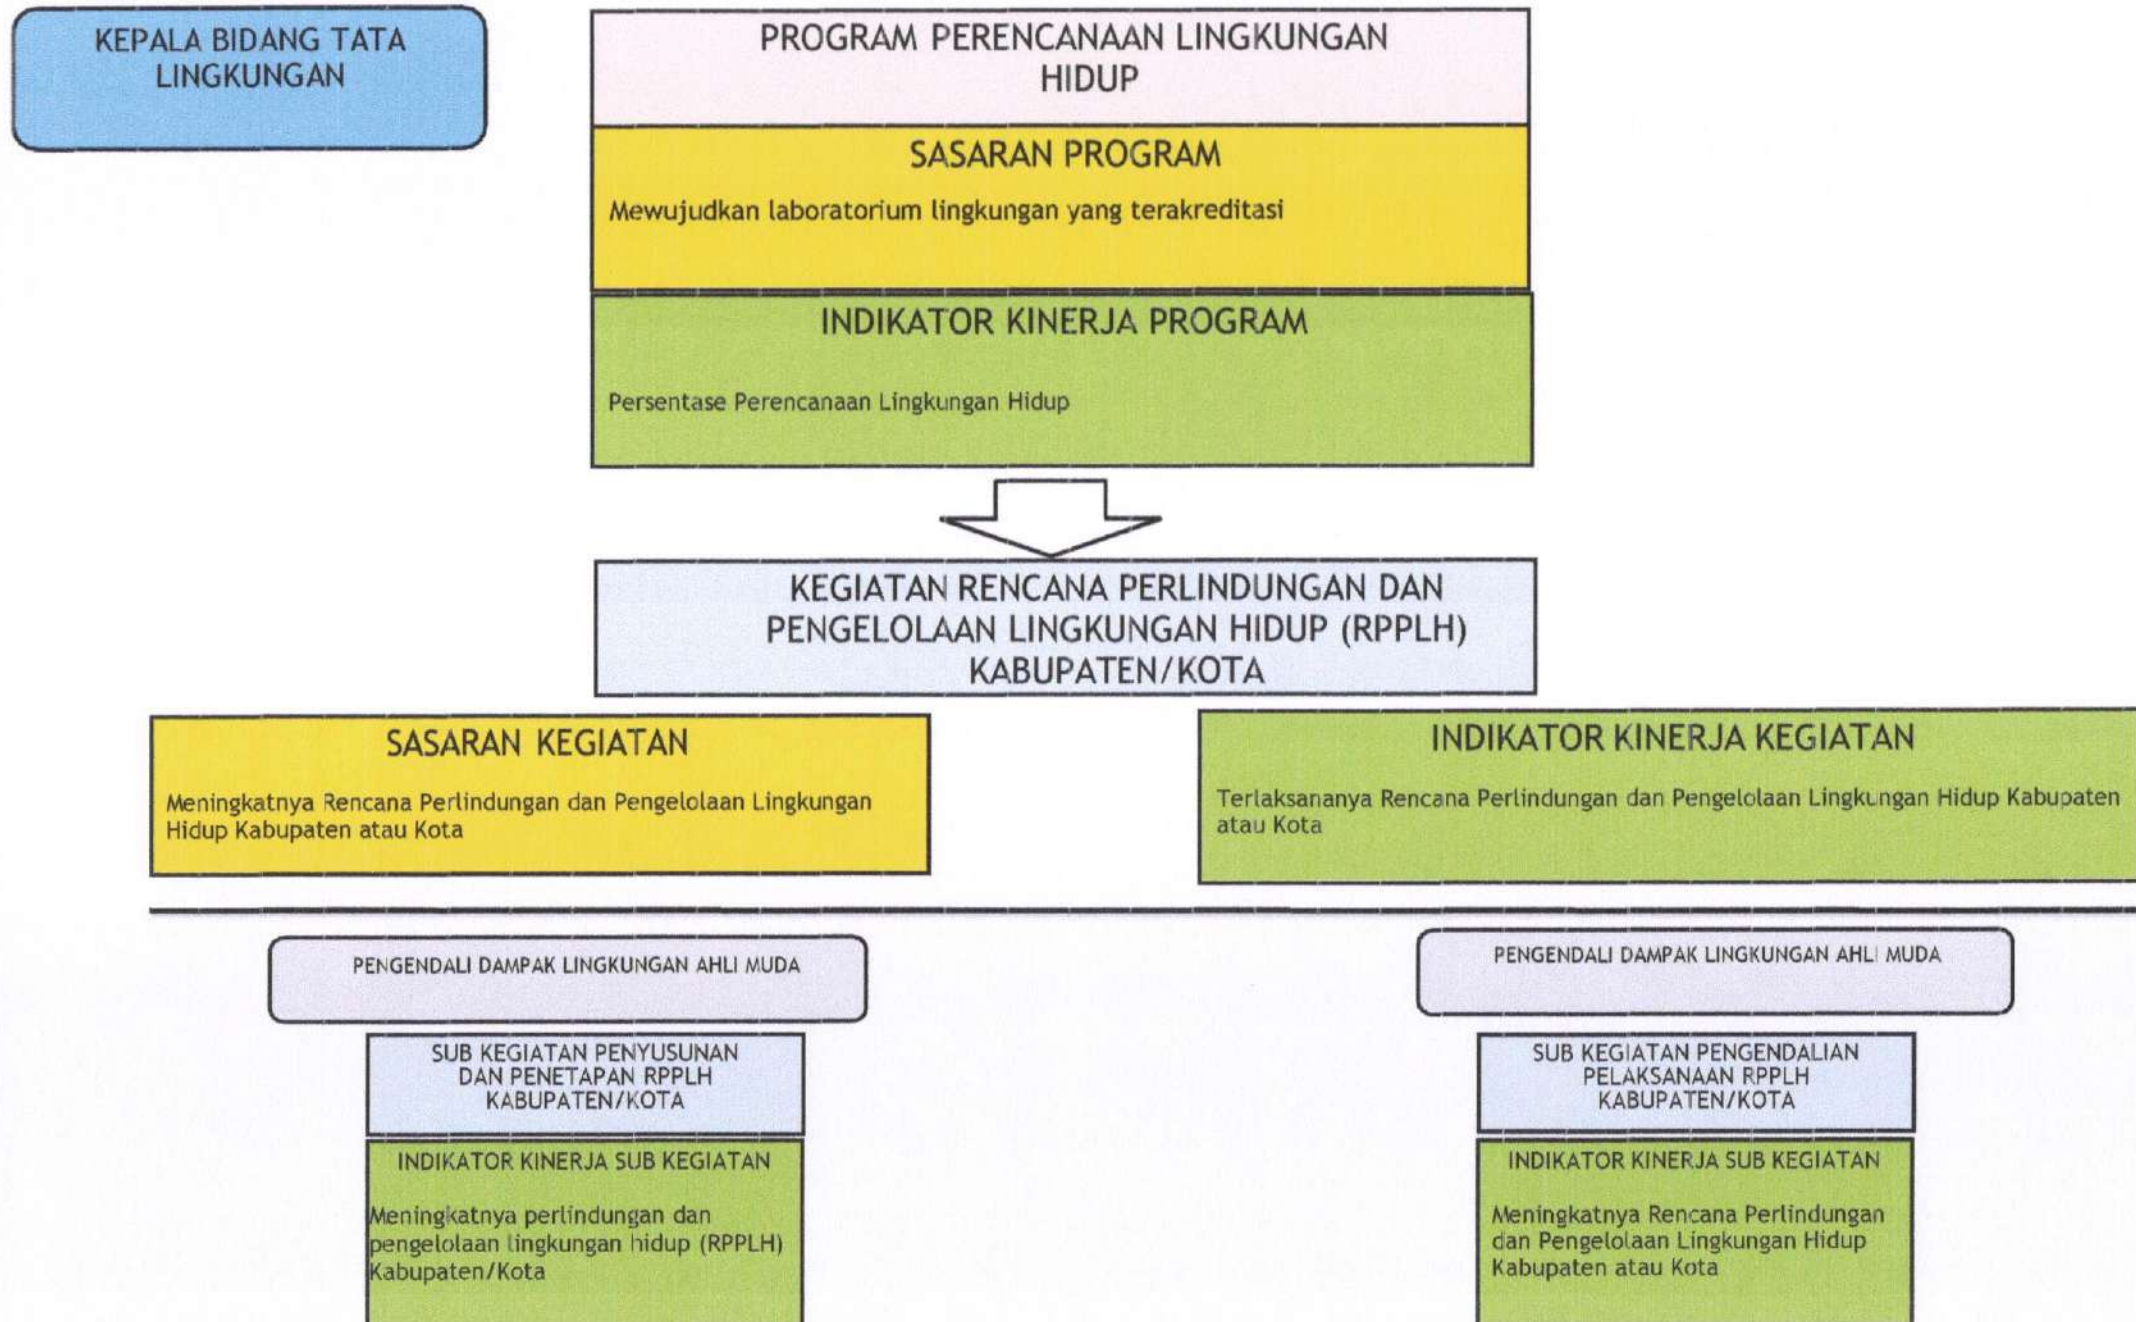 KEPALA BIDANG TATA
LINGKUNGAN
PROGRAM PERENCANAAN LINGKUNGAN
HIDUP
SASARAN PROGRAM
Mewujudkan laboratorium lingkungan yang terakreditasi
INDIKATOR KINERJA PROGRAM
Persentase Perencanaan Lingkungan Hidup
KEGIATAN RENCANA PERLINDUNGAN DAN
PENGELOLAAN LINGKUNGAN HIDUP (RPPLH)
KABUPATEN/KOTA
SASARAN KEGIATAN
Meningkatnya Rencana Perlindungan dan Pengelolaan Lingkungan
Hidup Kabupaten atau Kota
INDIKATOR KINERJA KEGIATAN
Terlaksananya Rencana Perlindungan dan Pengelolaan Lingkungan Hidup Kabupaten
atau Kota
PENGENDALI DAMPAK LINGKUNGAN AHLI MUDA
SUB KEGIATAN PENYUSUNAN
DAN PENETAPAN RPPLH
KABUPATEN/KOTA
INDIKATOR KINERJA SUB KEGIATAN
Meningkatnya perlindungan dan
pengelolaan lingkungan hidup (RPPLH)
Kabupaten/Kota
PENGENDALI DAMPAK LINGKUNGAN AHLI MUDA
SUB KEGIATAN PENGENDALIAN
PELAKSANAAN RPPLH
KABUPATEN/KOTA
INDIKATOR KINERJA SUB KEGIATAN
Meningkatnya Rencana Perlindungan
dan Pengelolaan Lingkungan Hidup
Kabupaten atau Kota